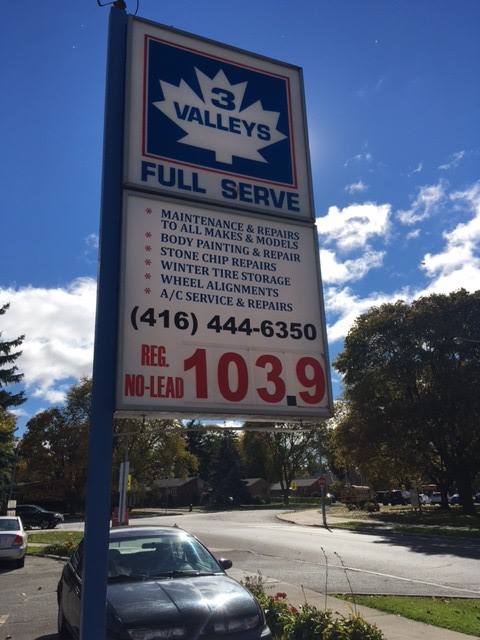 3
VALLEYS
FULL SERVE
* MAINTENANCE & REPAIRS
TO ALL MAKES & MODELS
* BODY PAINTING & REPAIR
* STONE CHIP REPAIRS
* WINTER TIRE STORAGE
* WHEEL ALIGNMENTS
* A/C SERVICE & REPAIRS
(416) 444-6350
REG.
NO-LEAD 103.9